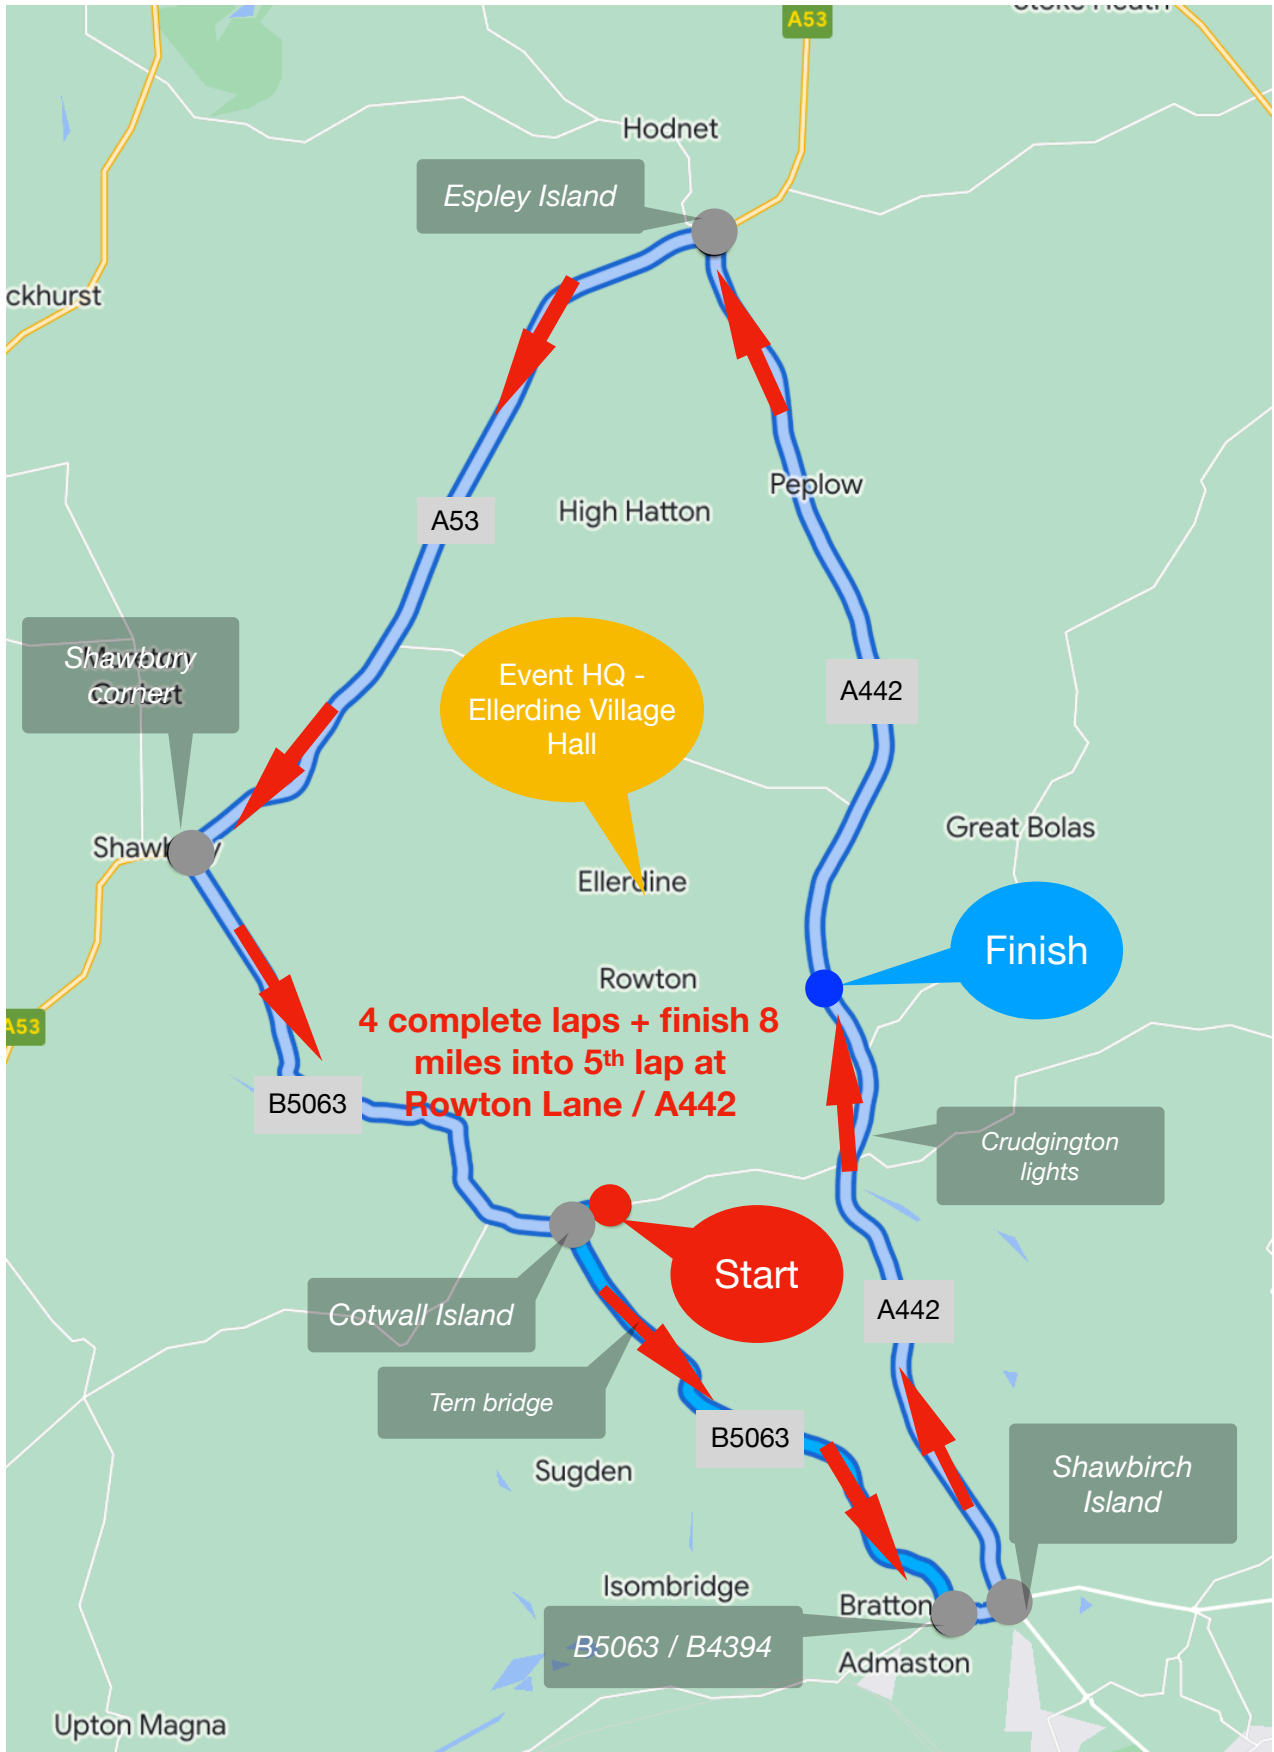 A53
Hodnet
Espley Island
ckhurst
Peplow
High Hatton
A53
Shawbury
corner
Event HQ -
Ellerdine Village
Hall
A442
Great Bolas
Ellerdine
Finish
Rowton
A53
4 complete laps + finish 8
miles into 5th lap at
Rowton Lane / A442
B5063
Crudgington
lights
Start
A442
Cotwall Island
Tern bridge
B5063
Sugden
Shawbirch
Island
Isombridge
Bratton
B5063 / B4394
Admaston
Upton Magna